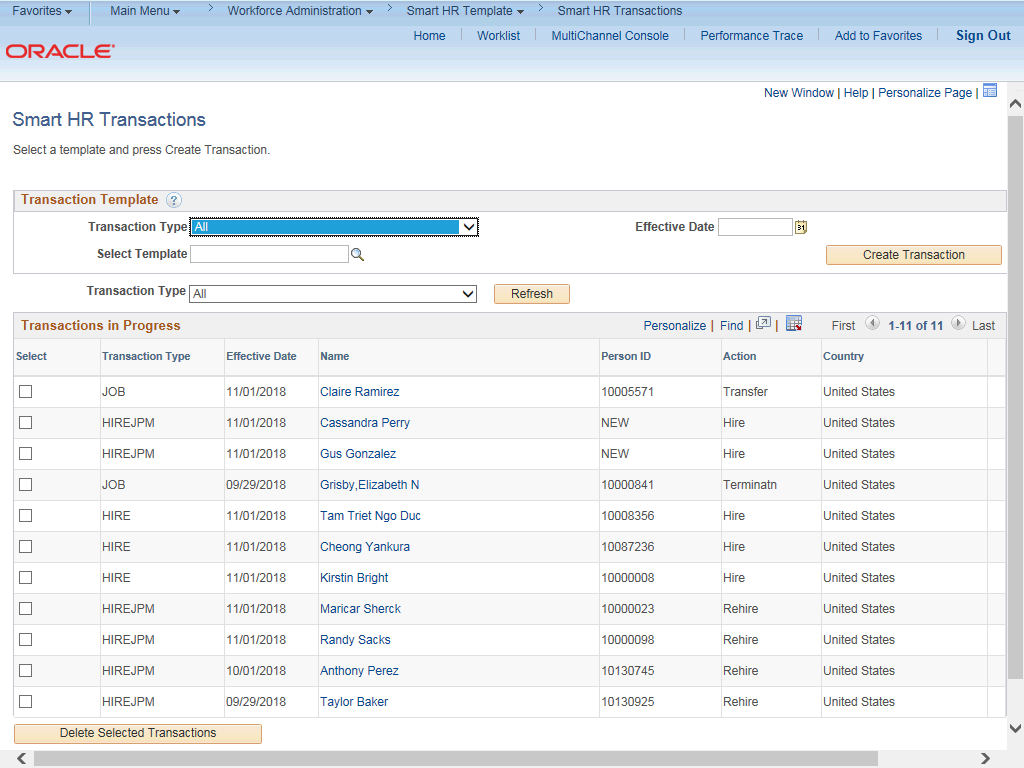 Favorites Main Menu > Workforce Administration > Smart HR Template > Smart HR Transactions
Home Worklist MultiChannel Console Performance Trace Add to Favorites Sign Out
ORACLE
New Window | Help | Personalize Page |
Smart HR Transactions
Select a template and press Create Transaction.
Transaction Template ?
Transaction Type All Effective Date 31
Select Template Create Transaction
Transaction Type All Refresh
Transactions in Progress Personalize | Find | | First 1-11 of 11 Last
Select Transaction Type Effective Date Name Person ID Action Country
JOB 11/01/2018 Claire Ramirez 10005571 Transfer United States
HIREJPM 11/01/2018 Cassandra Perry NEW Hire United States
HIREJPM 11/01/2018 Gus Gonzalez NEW Hire United States
JOB 09/29/2018 Grisby,Elizabeth N 10000841 Terminatn United States
HIRE 11/01/2018 Tam Triet Ngo Duc 10008356 Hire United States
HIRE 11/01/2018 Cheong Yankura 10087236 Hire United States
HIRE 11/01/2018 Kirstin Bright 10000008 Hire United States
HIREJPM 11/01/2018 Maricar Sherck 10000023 Rehire United States
HIREJPM 11/01/2018 Randy Sacks 10000098 Rehire United States
HIREJPM 10/01/2018 Anthony Perez 10130745 Rehire United States
HIREJPM 09/29/2018 Taylor Baker 10130925 Rehire United States
Delete Selected Transactions